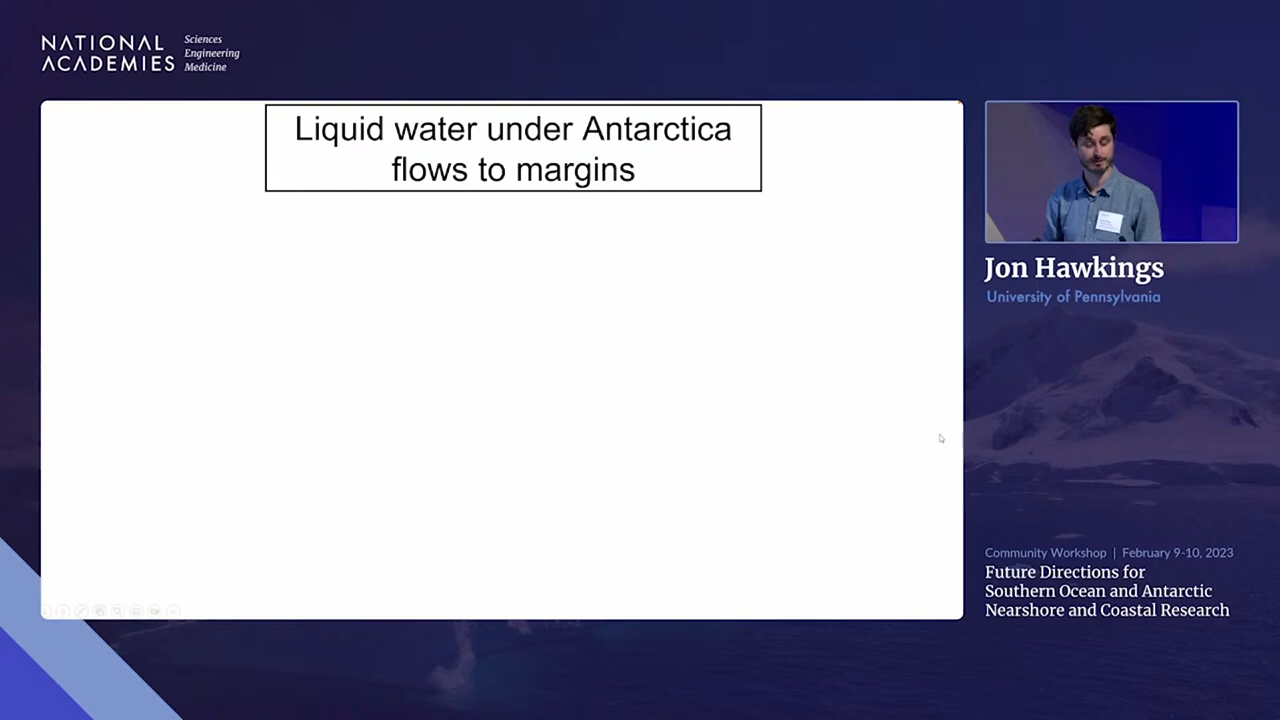 NATIONAL
ACADEMIES
Sciences
Engineering
Medicine
Liquid water under Antarctica
flows to margins
Jon Hawkings
University of Pennsylvania
Community Workshop | February 9-10, 2023
Future Directions for
Southern Ocean and Antarctic
Nearshore and Coastal Research